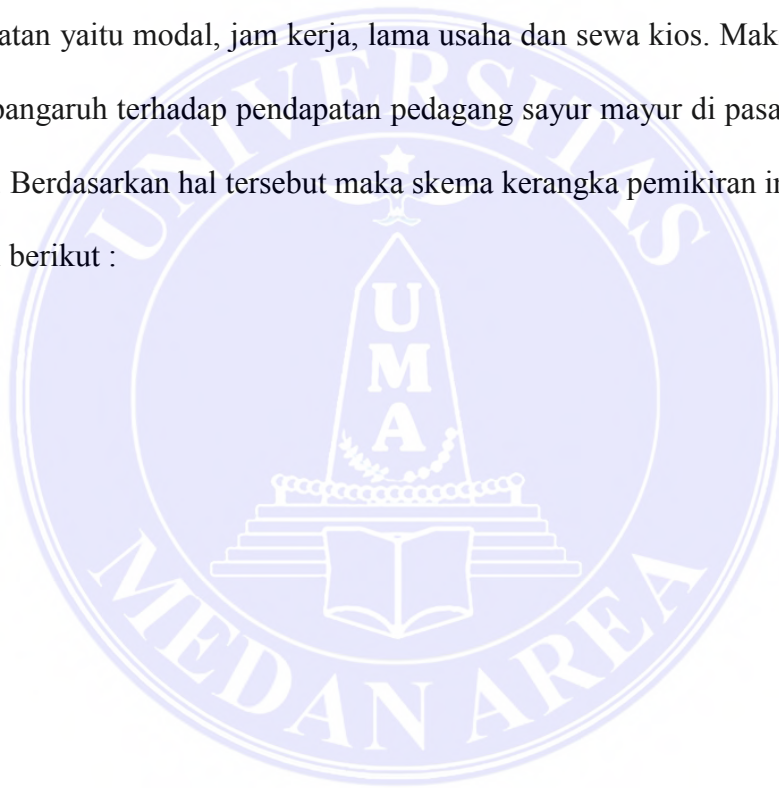 atan yaitu modal, jam kerja, lama usaha dan sewa kios. Mak
pangaruh terhadap pendapatan pedagang sayur mayur di pasa
Berdasarkan hal tersebut maka skema kerangka pemikiran in
berikut :
UNIVERSITAS
U
M
A
MEDAN AREA